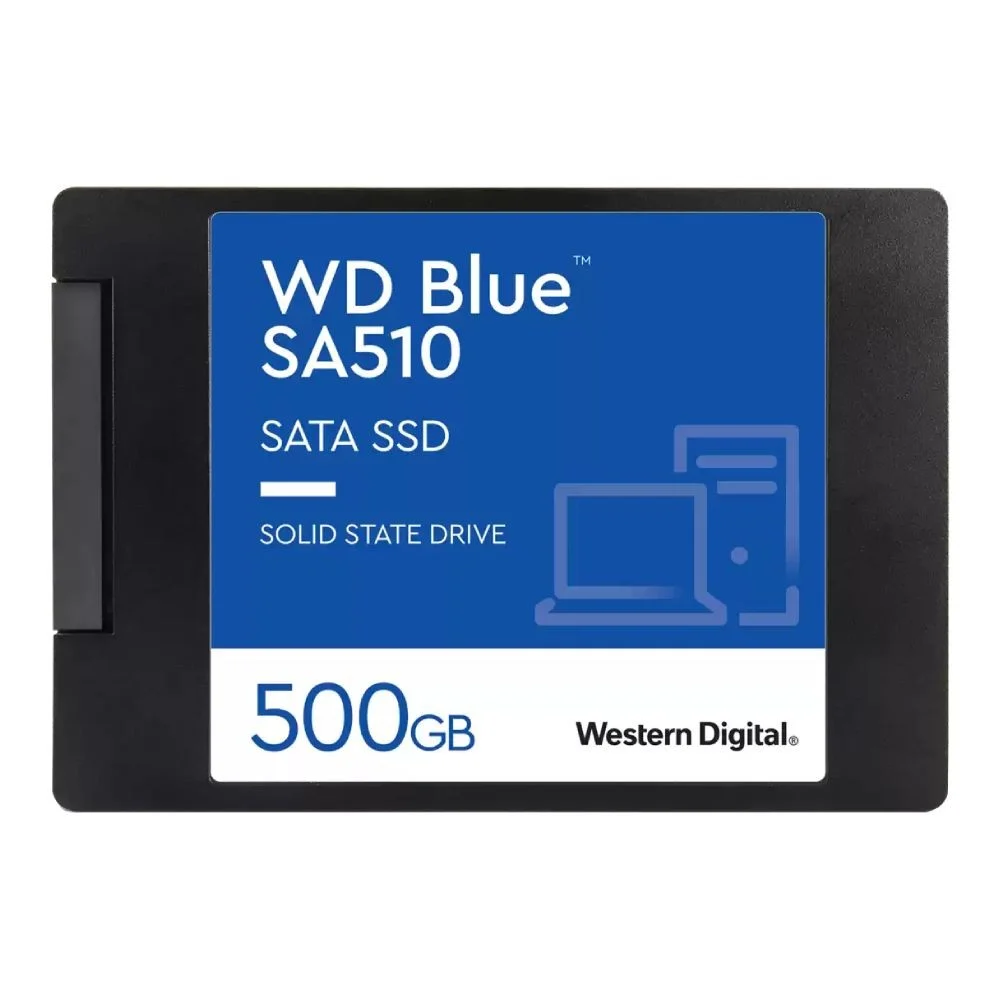 WD Blue™
SA510
SATA SSD
SOLID STATE DRIVE
500GB
Western Digital®